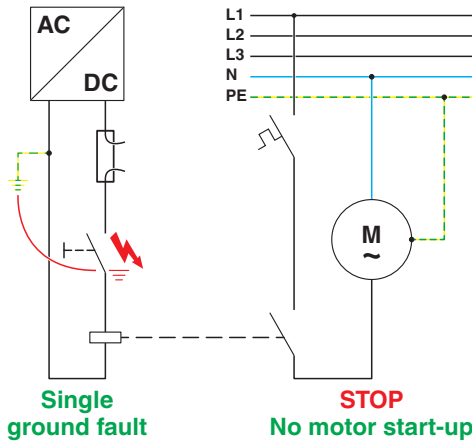 AC
DC
L1
L2
L3
N
PE
M
~
Single
ground fault
STOP
No motor start-up